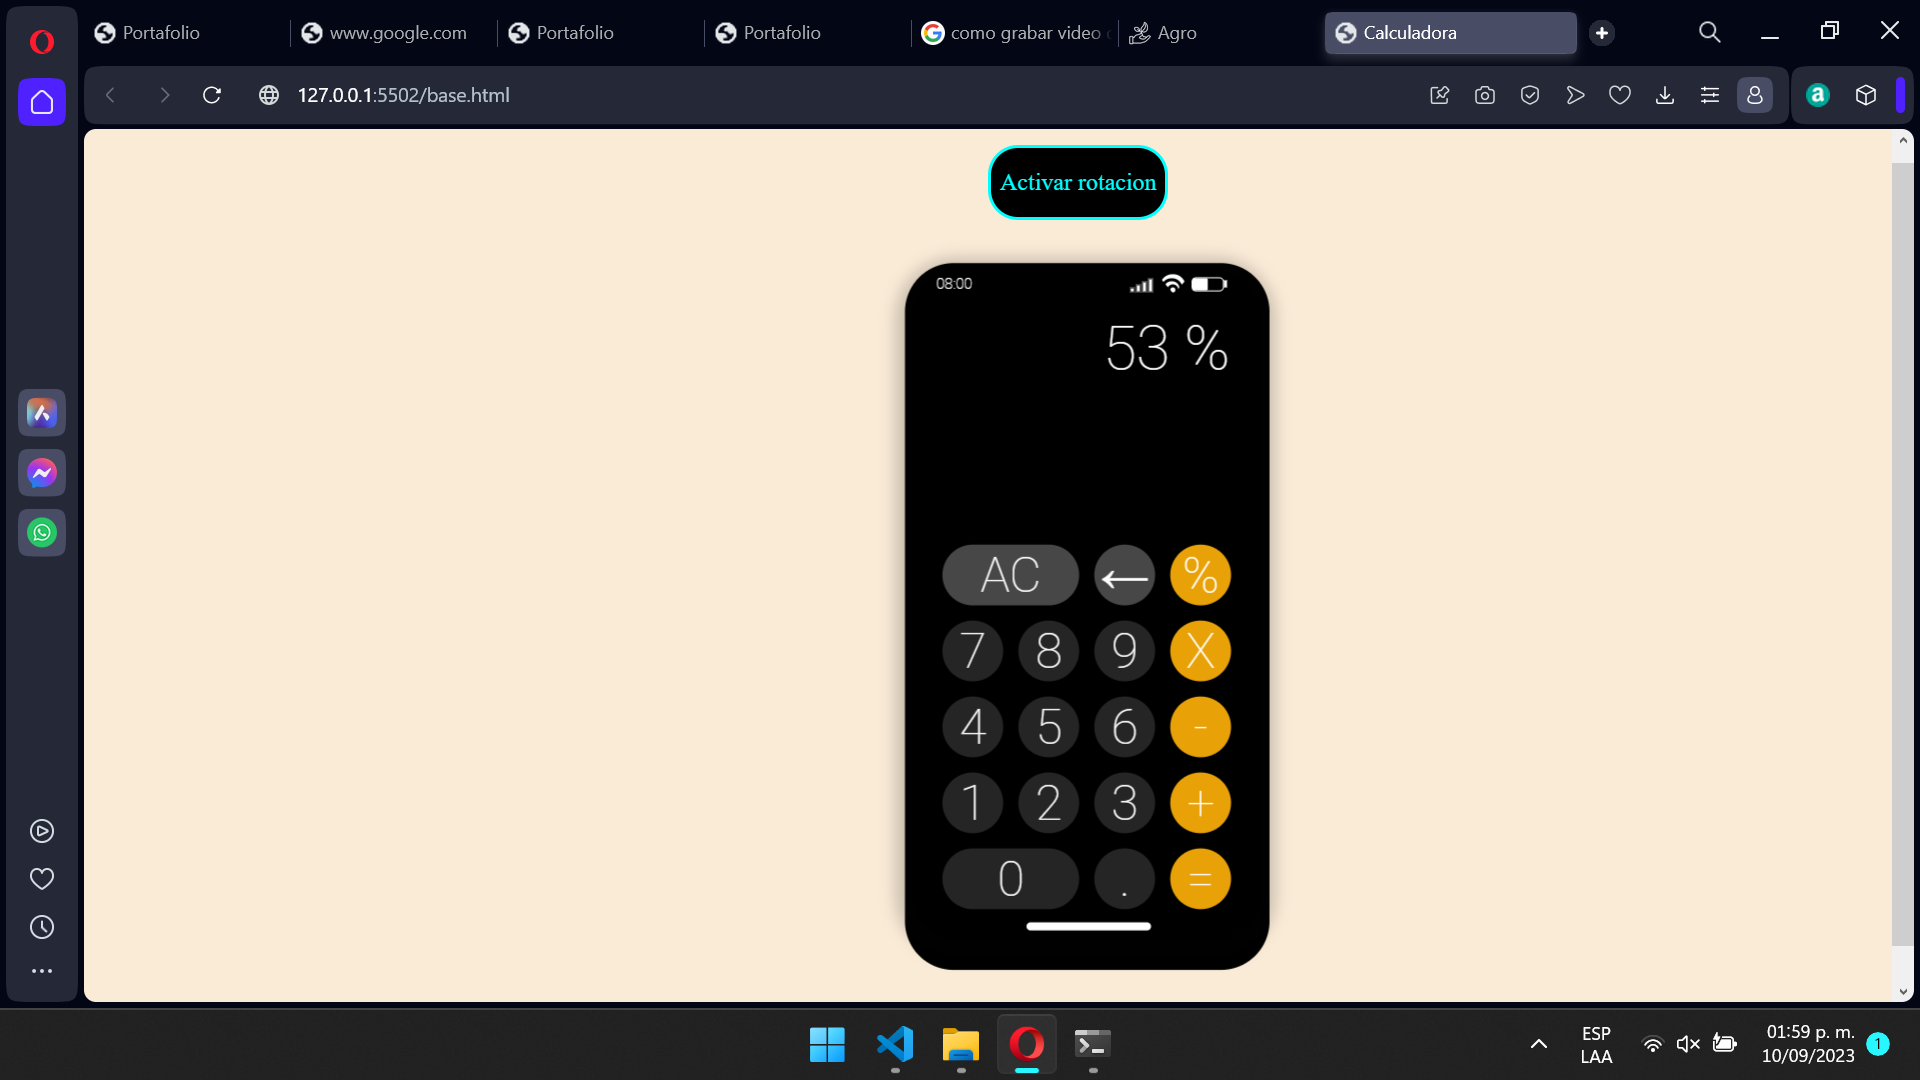 Portafolio
www.google.com
Portafolio
Portafolio
como grabar video
Agro
Calculadora
127.0.0.1:5502/base.html
Activar rotacion
08:00
53 %
AC ← %
7 8 9 X
4 5 6 -
1 2 3 +
0 . =
ESP
LAA
01:59 p. m.
10/09/2023
1